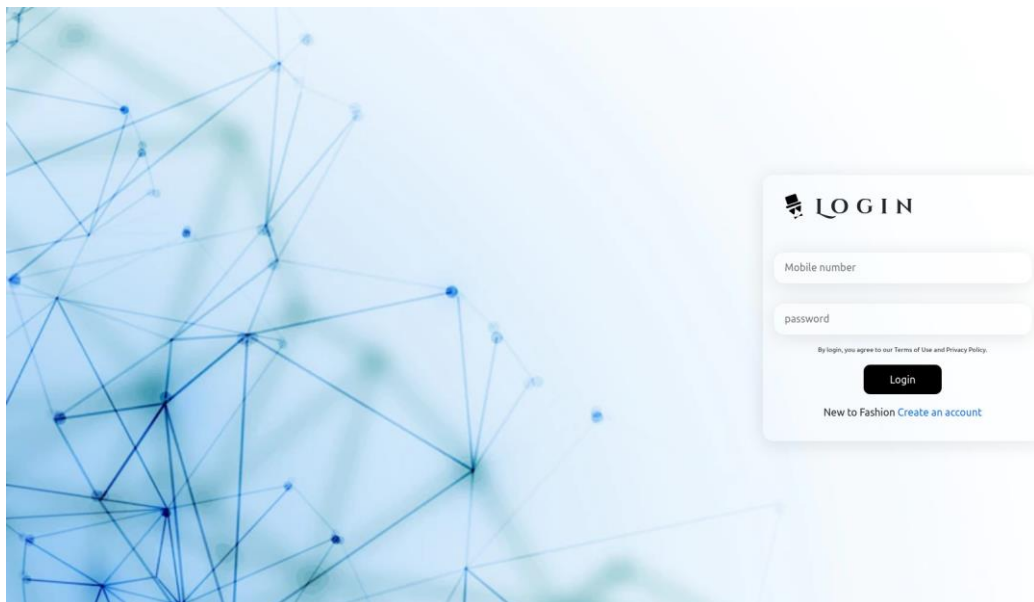 LOGIN
Mobile number
password
By login, you agree to our Terms of Use and Privacy Policy.
Login
New to Fashion Create an account